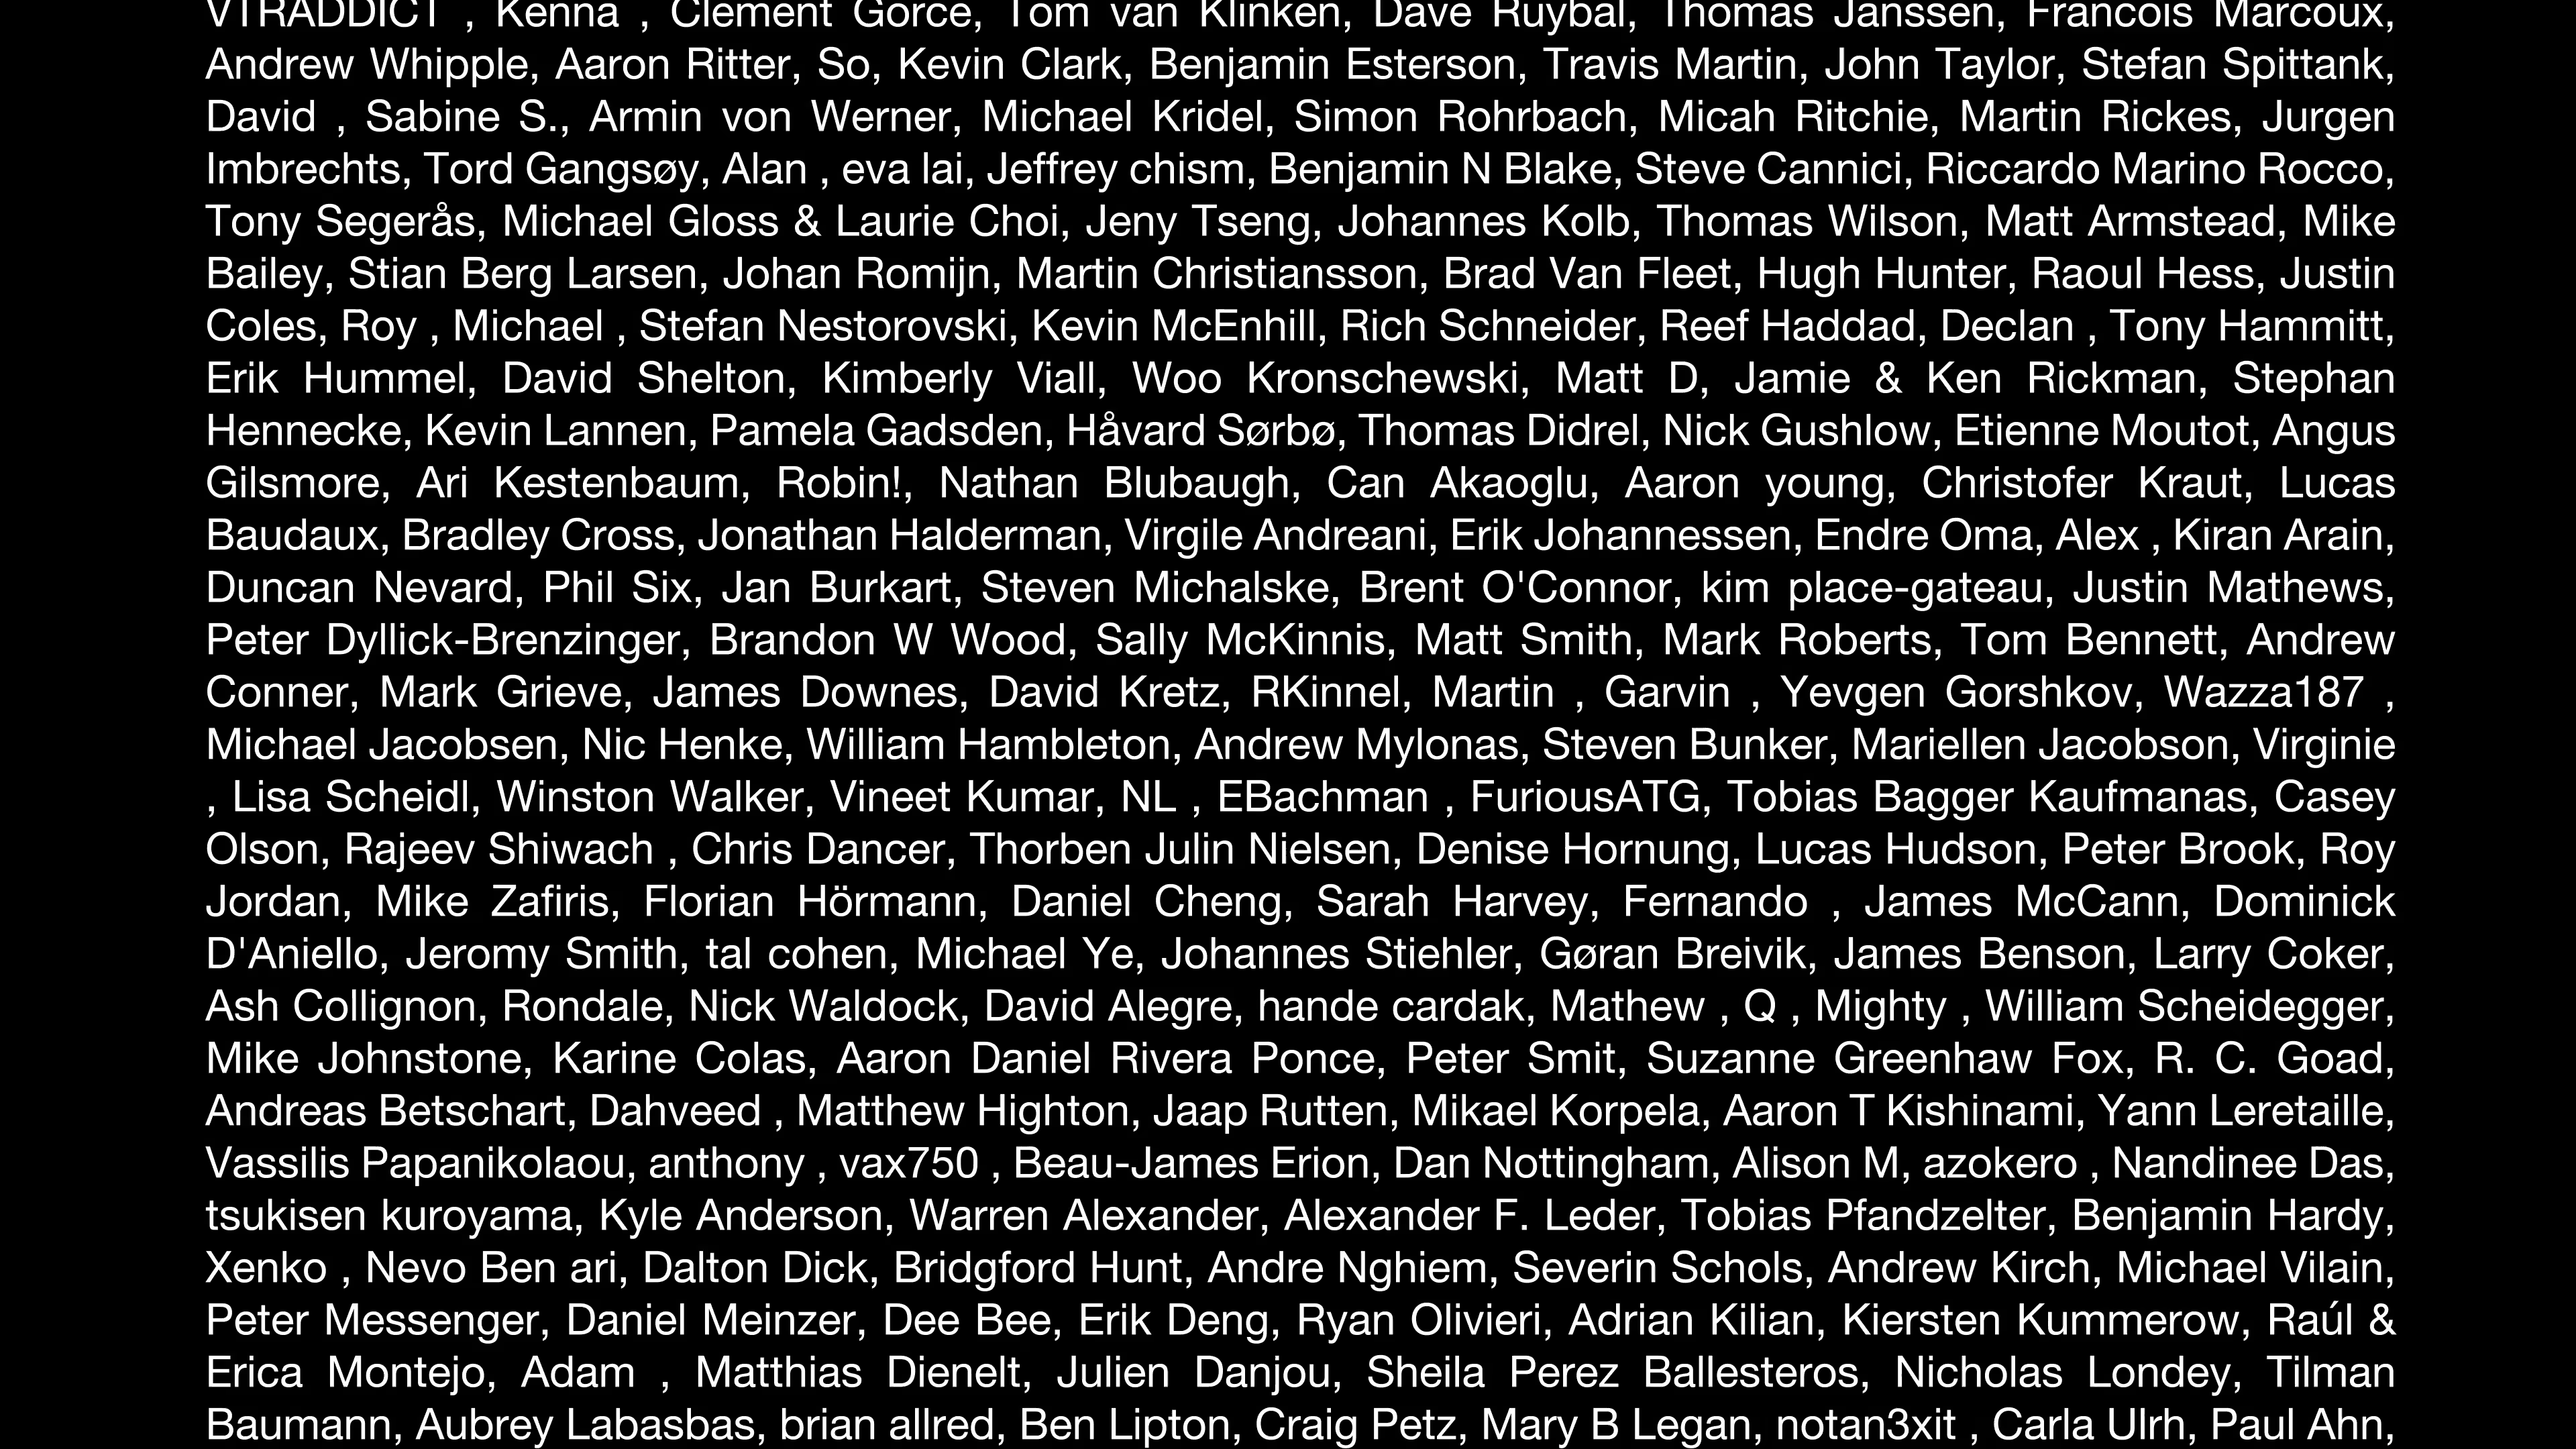 VTRADDICT , Kenna , Clement Gorce, Tom van Klinken, Dave Ruybal, Thomas Janssen, Francois Marcoux,
Andrew Whipple, Aaron Ritter, So, Kevin Clark, Benjamin Esterson, Travis Martin, John Taylor, Stefan Spittank,
David , Sabine S., Armin von Werner, Michael Kridel, Simon Rohrbach, Micah Ritchie, Martin Rickes, Jurgen
Imbrechts, Tord Gangsøy, Alan , eva lai, Jeffrey chism, Benjamin N Blake, Steve Cannici, Riccardo Marino Rocco,
Tony Segerås, Michael Gloss & Laurie Choi, Jeny Tseng, Johannes Kolb, Thomas Wilson, Matt Armstead, Mike
Bailey, Stian Berg Larsen, Johan Romijn, Martin Christiansson, Brad Van Fleet, Hugh Hunter, Raoul Hess, Justin
Coles, Roy , Michael , Stefan Nestorovski, Kevin McEnhill, Rich Schneider, Reef Haddad, Declan , Tony Hammitt,
Erik Hummel, David Shelton, Kimberly Viall, Woo Kronschewski, Matt D, Jamie & Ken Rickman, Stephan
Hennecke, Kevin Lannen, Pamela Gadsden, Håvard Sørbø, Thomas Didrel, Nick Gushlow, Etienne Moutot, Angus
Gilsmore, Ari Kestenbaum, Robin!, Nathan Blubaugh, Can Akaoglu, Aaron young, Christofer Kraut, Lucas
Baudaux, Bradley Cross, Jonathan Halderman, Virgile Andreani, Erik Johannessen, Endre Oma, Alex , Kiran Arain,
Duncan Nevard, Phil Six, Jan Burkart, Steven Michalske, Brent O'Connor, kim place-gateau, Justin Mathews,
Peter Dyllick-Brenzinger, Brandon W Wood, Sally McKinnis, Matt Smith, Mark Roberts, Tom Bennett, Andrew
Conner, Mark Grieve, James Downes, David Kretz, RKinnel, Martin , Garvin , Yevgen Gorshkov, Wazza187 ,
Michael Jacobsen, Nic Henke, William Hambleton, Andrew Mylonas, Steven Bunker, Mariellen Jacobson, Virginie
, Lisa Scheidl, Winston Walker, Vineet Kumar, NL , EBachman , FuriousATG, Tobias Bagger Kaufmanas, Casey
Olson, Rajeev Shiwach , Chris Dancer, Thorben Julin Nielsen, Denise Hornung, Lucas Hudson, Peter Brook, Roy
Jordan, Mike Zafiris, Florian Hörmann, Daniel Cheng, Sarah Harvey, Fernando , James McCann, Dominick
D'Aniello, Jeromy Smith, tal cohen, Michael Ye, Johannes Stiehler, Gøran Breivik, James Benson, Larry Coker,
Ash Collignon, Rondale, Nick Waldock, David Alegre, hande cardak, Mathew , Q , Mighty , William Scheidegger,
Mike Johnstone, Karine Colas, Aaron Daniel Rivera Ponce, Peter Smit, Suzanne Greenhaw Fox, R. C. Goad,
Andreas Betschart, Dahveed , Matthew Highton, Jaap Rutten, Mikael Korpela, Aaron T Kishinami, Yann Leretaille,
Vassilis Papanikolaou, anthony , vax750 , Beau-James Erion, Dan Nottingham, Alison M, azokero , Nandinee Das,
tsukisen kuroyama, Kyle Anderson, Warren Alexander, Alexander F. Leder, Tobias Pfandzelter, Benjamin Hardy,
Xenko , Nevo Ben ari, Dalton Dick, Bridgford Hunt, Andre Nghiem, Severin Schols, Andrew Kirch, Michael Vilain,
Peter Messenger, Daniel Meinzer, Dee Bee, Erik Deng, Ryan Olivieri, Adrian Kilian, Kiersten Kummerow, Raúl &
Erica Montejo, Adam , Matthias Dienelt, Julien Danjou, Sheila Perez Ballesteros, Nicholas Londey, Tilman
Baumann, Aubrey Labasbas, brian allred, Ben Lipton, Craig Petz, Mary B Legan, notan3xit , Carla Ulrh, Paul Ahn,